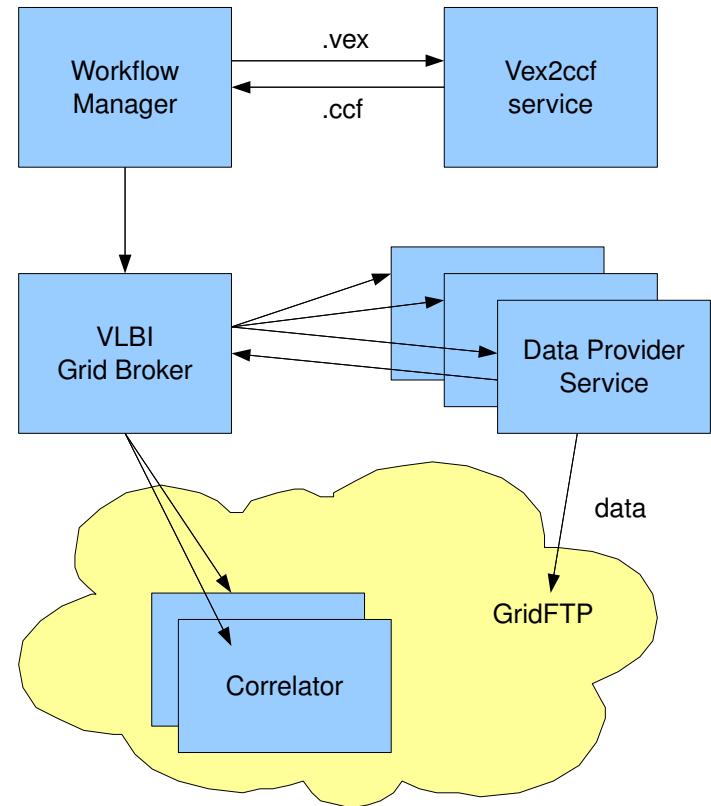 Workflow
Manager
.vex
.ccf
Vex2ccf
service
VLBI
Grid Broker
Data Provider
Service
data
GridFTP
Correlator